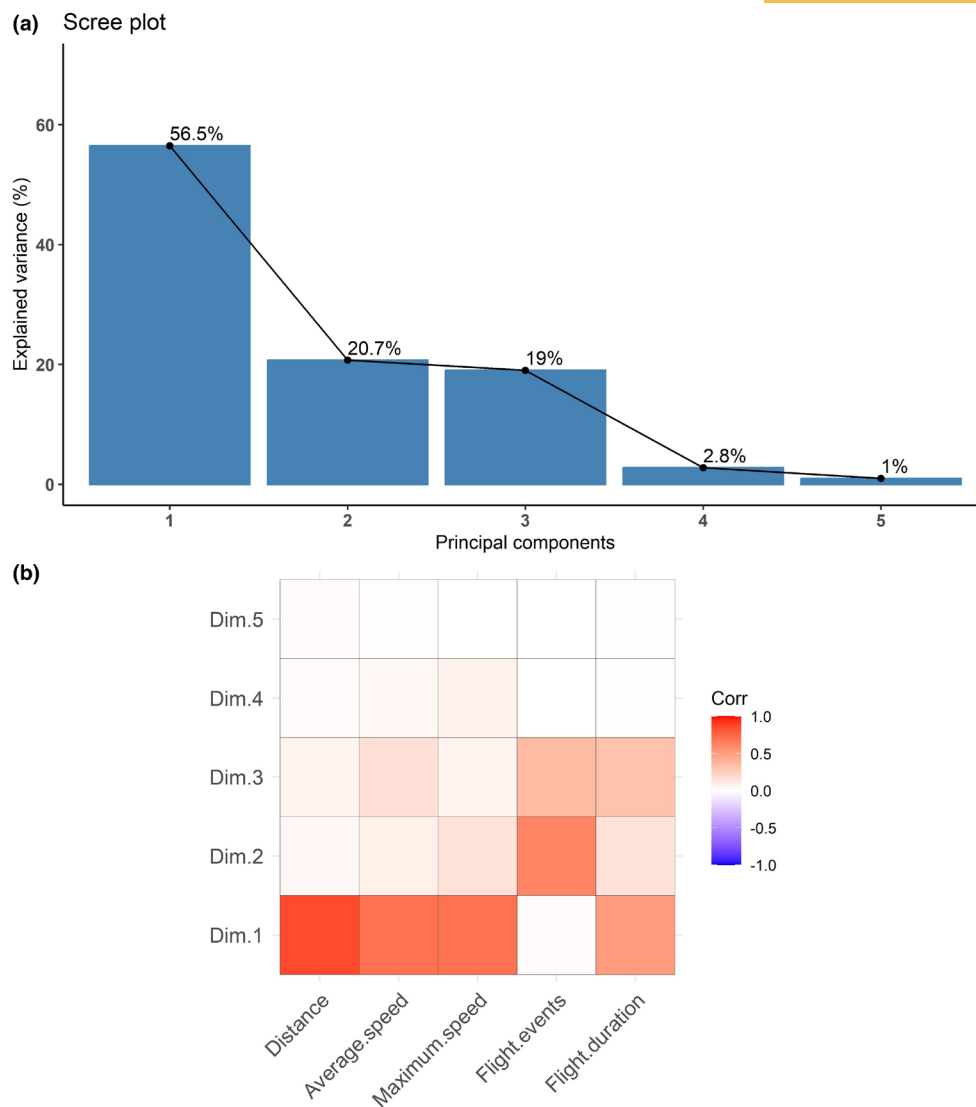 (a) Scree plot
Explained variance (%)
60
40
20
0
56.5%
20.7%
19%
2.8%
1%
1 2 3 4 5
Principal components
(b)
Dim.5
Dim.4
Dim.3
Dim.2
Dim.1
Distance
Average.speed
Maximum.speed
Flight.events
Flight.duration
Corr
1.0
0.5
0.0
-0.5
-1.0